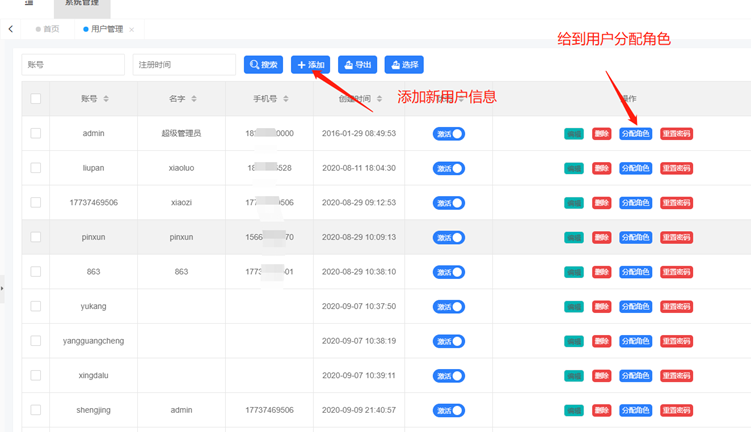 系统管理
首页 用户管理
给到用户分配角色
账号 注册时间 搜索 添加 导出 选择
添加新用户信息
账号 名字 手机号 创建时间 操作
admin 超级管理员 0000 2016-01-29 08:49:53 激活 编辑 删除 分配角色 重置密码
liupan xiaoluo 528 2020-08-11 18:04:30 激活 编辑 删除 分配角色 重置密码
17737469506 xiaozi 177 9506 2020-08-29 09:12:53 激活 编辑 删除 分配角色 重置密码
pinxun pinxun 1566 70 2020-08-29 10:09:13 激活 编辑 删除 分配角色 重置密码
863 863 1773 01 2020-08-29 10:38:10 激活 编辑 删除 分配角色 重置密码
yukang 2020-09-07 10:37:50 激活 编辑 删除 分配角色 重置密码
yangguangcheng 2020-09-07 10:38:19 激活 编辑 删除 分配角色 重置密码
xingdalu 2020-09-07 10:39:11 激活 编辑 删除 分配角色 重置密码
shengjing admin 17737469506 2020-09-09 21:40:57 激活 编辑 删除 分配角色 重置密码